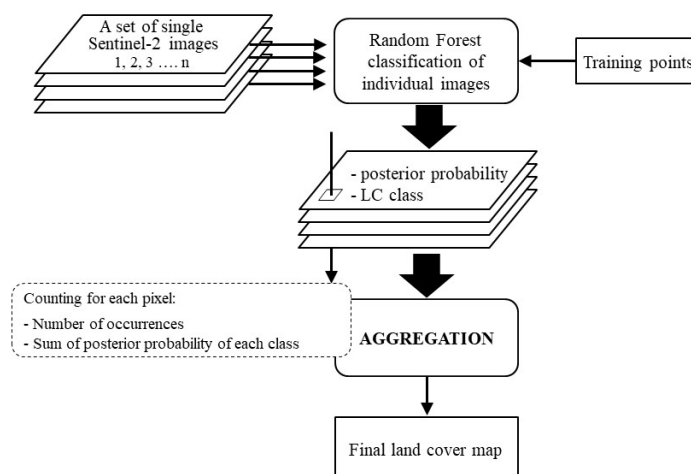 A set of single
Sentinel-2 images
1, 2, 3 .... n
Random Forest
classification of
individual images
Training points
- posterior probability
- LC class
Counting for each pixel:
- Number of occurrences
- Sum of posterior probability of each class
AGGREGATION
Final land cover map